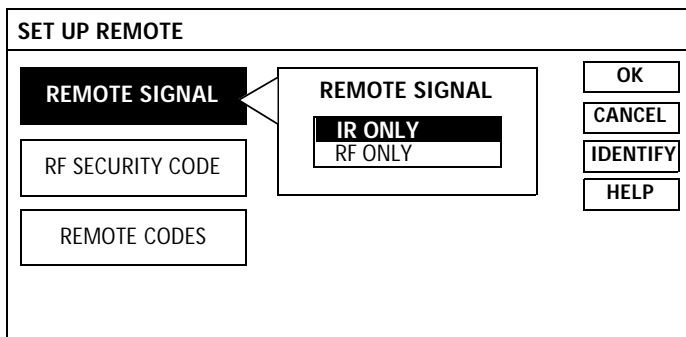 SET UP REMOTE
REMOTE SIGNAL
RF SECURITY CODE
REMOTE CODES
REMOTE SIGNAL
IR ONLY
RF ONLY
OK
CANCEL
IDENTIFY
HELP